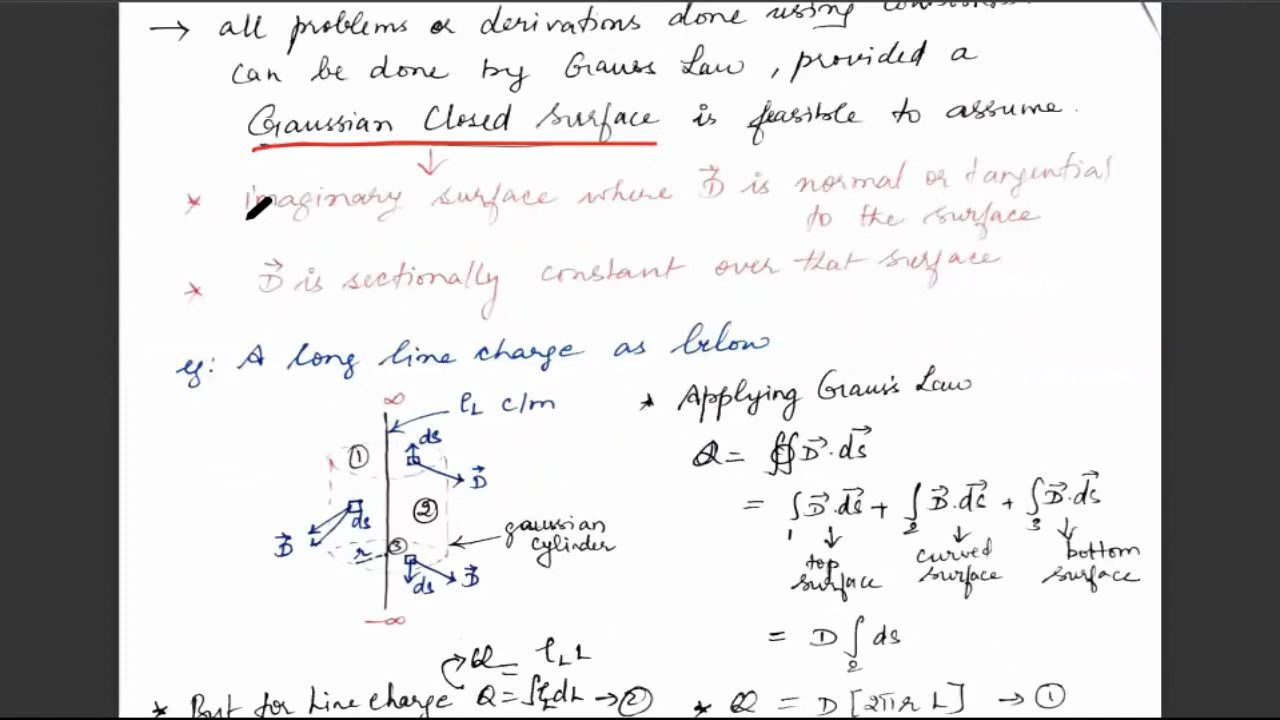 → all problems or derivations done using
can be done by Gauss Law, provided a
Gaussian Closed Surface is feasible to assume.
* imaginary surface where D⃗ is normal or tangential
to the surface
* D⃗ is sectionally constant over that surface
eg: A long line charge as below
∞
ρL c/m
ds
①
D⃗
②
ds
D⃗
gaussian
cylinder
r
③
ds
D⃗
-∞
* Applying Gauss's Law
Q = ∯ D⃗.ds⃗
= ∫₁ D⃗.ds⃗ + ∫₂ D⃗.ds⃗ + ∫₃ D⃗.ds⃗
top surface
curved surface
bottom surface
= D ∫₂ ds
Q = ρL L
* But for Line charge Q = ∫ρL dL → ②
* Q = D [2πr L] → ①